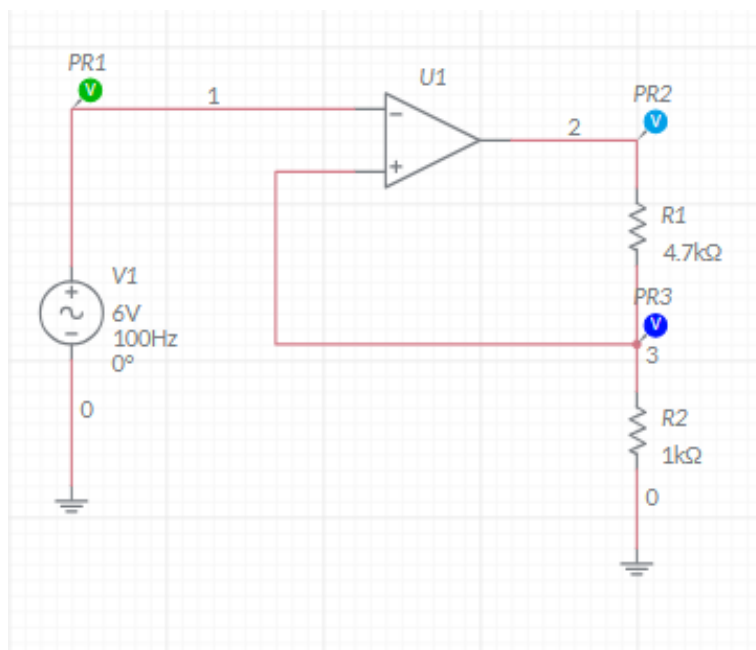 PR1
V
1
U1
PR2
V
2
−
+
R1
4.7kΩ
V1
+
6V
−
100Hz
0°
PR3
V
3
0
R2
1kΩ
0